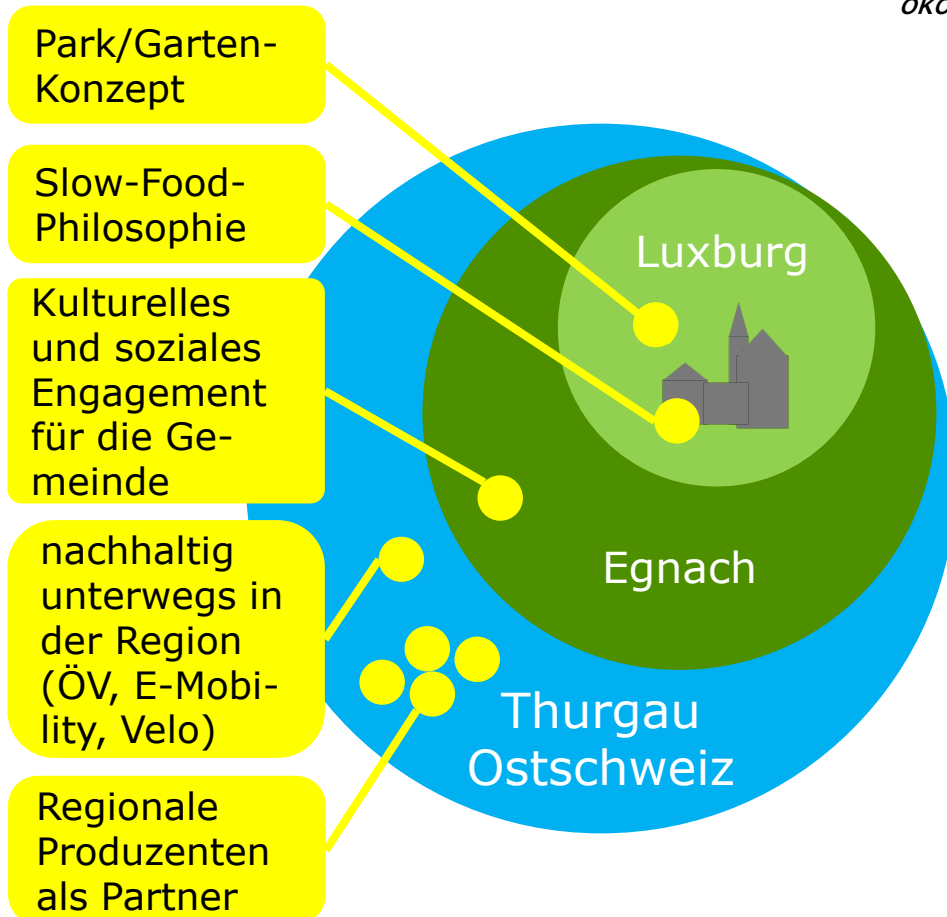 öko
Park/Garten-
Konzept
Slow-Food-
Philosophie
Kulturelles
und soziales
Engagement
für die Ge-
meinde
nachhaltig
unterwegs in
der Region
(ÖV, E-Mobi-
lity, Velo)
Regionale
Produzenten
als Partner
Luxburg
Egnach
Thurgau
Ostschweiz